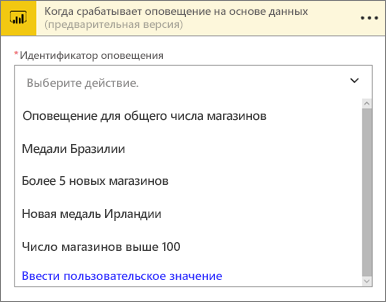 Когда срабатывает оповещение на основе данных
(предварительная версия)
*Идентификатор оповещения
Выберите действие.
Оповещение для общего числа магазинов
Медали Бразилии
Более 5 новых магазинов
Новая медаль Ирландии
Число магазинов выше 100
Ввести пользовательское значение